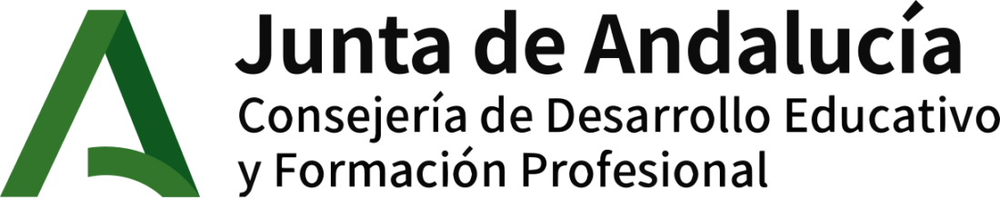 Junta de Andalucía
Consejería de Desarrollo Educativo
y Formación Profesional